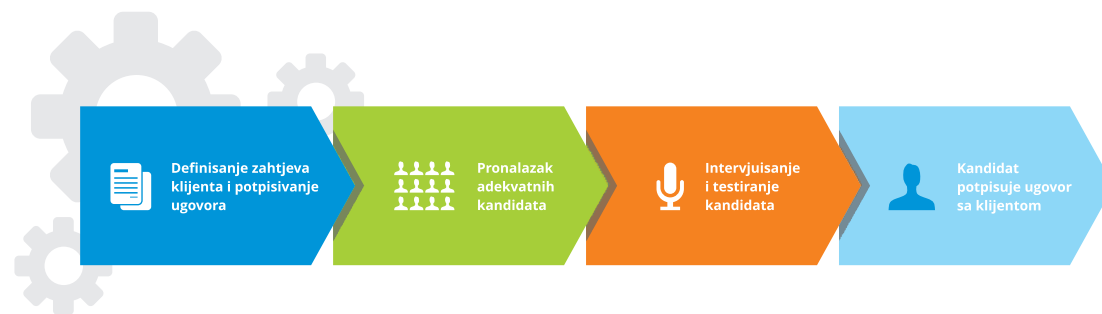 Definisanje zahtjeva
klijenta i potpisivanje
ugovora
Pronalazak
adekvatnih
kandidata
Intervjuisanje
i testiranje
kandidata
Kandidat
potpisuje ugovor
sa klijentom